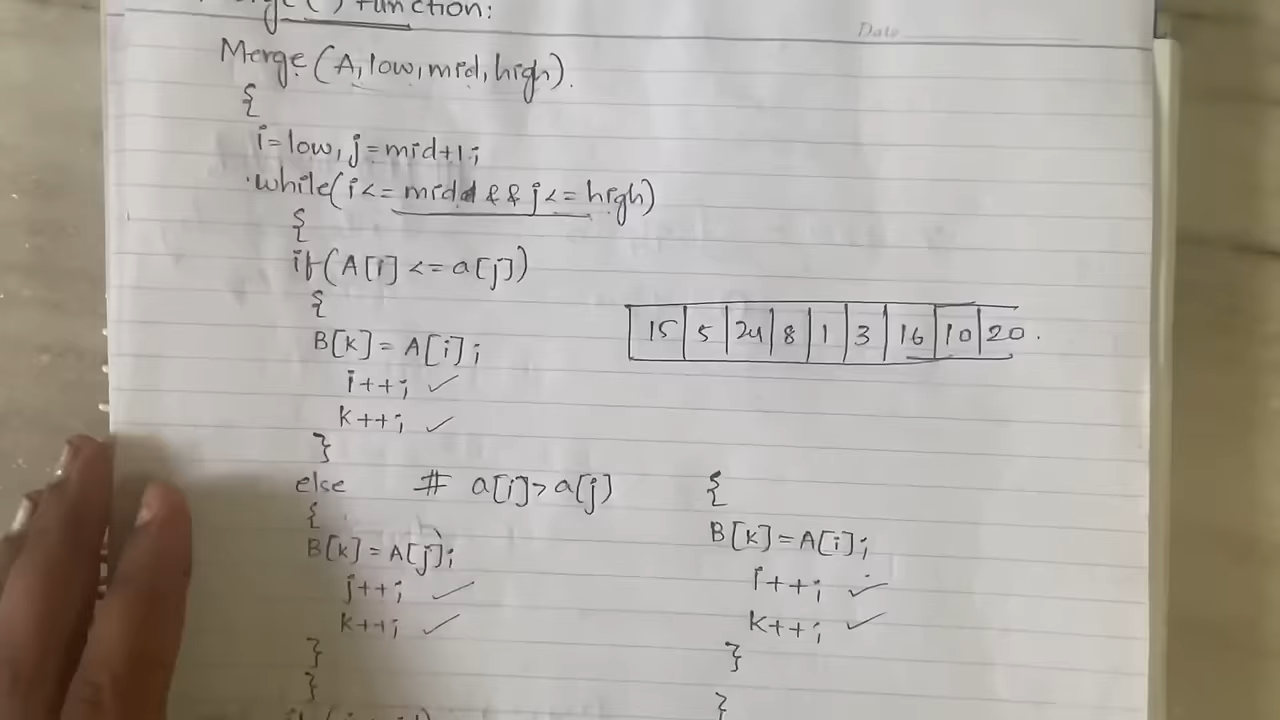 function:
Date
Merge (A, low, mid, high).
{
i=low, j=mid+1;
while(i<= mid && j<= high)
{
if(A[i] <= a[j])
{
B[k] = A[i];
i++; ✓
k++; ✓
}
else # a[i]>a[j]
{
B[k] = A[j];
j++; ✓
k++; ✓
}
}
15 5 24 8 1 3 16 10 20.
{
B[k]=A[i];
i++; ✓
k++; ✓
}
}